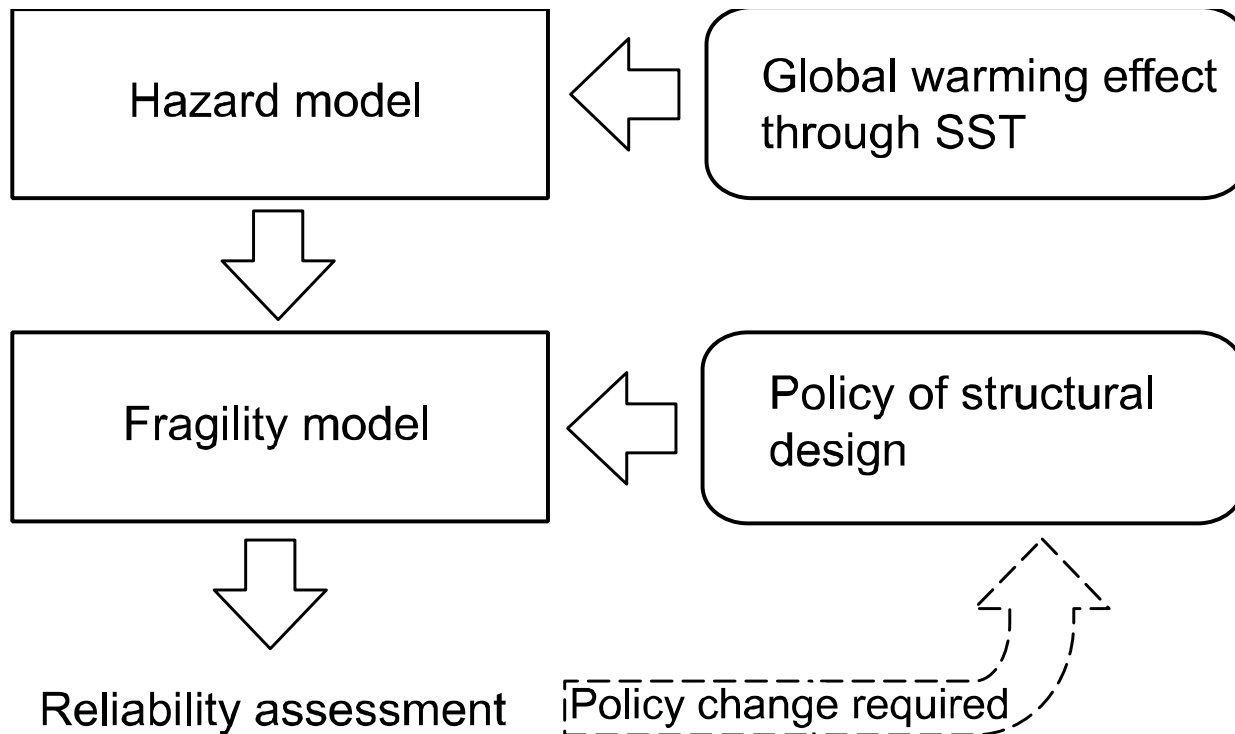 Hazard model
Global warming effect
through SST
Fragility model
Policy of structural
design
Reliability assessment
Policy change required